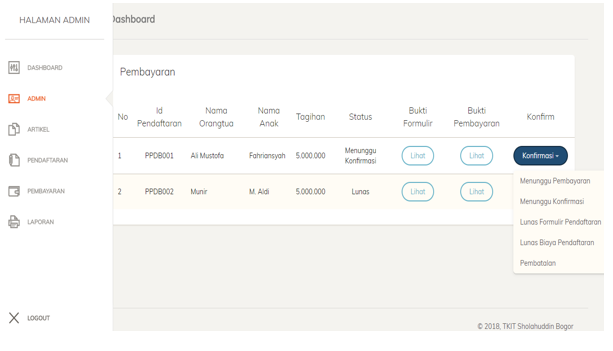 HALAMAN ADMIN
Dashboard
DASHBOARD
ADMIN
ARTIKEL
PENDAFTARAN
PEMBAYARAN
LAPORAN
LOGOUT
Pembayaran
No Id Pendaftaran Nama Orangtua Nama Anak Tagihan Status Bukti Formulir Bukti Pembayaran Konfirm
1 PPDB001 Ali Mustofa Fahriansyah 5.000.000 Menunggu Konfirmasi Lihat Lihat Konfirmasi
2 PPDB002 Munir M. Aldi 5.000.000 Lunas Lihat Lihat
Menunggu Pembayaran
Menunggu Konfirmasi
Lunas Formulir Pendaftaran
Lunas Biaya Pendaftaran
Pembatalan
© 2018, TKIT Sholahuddin Bogor